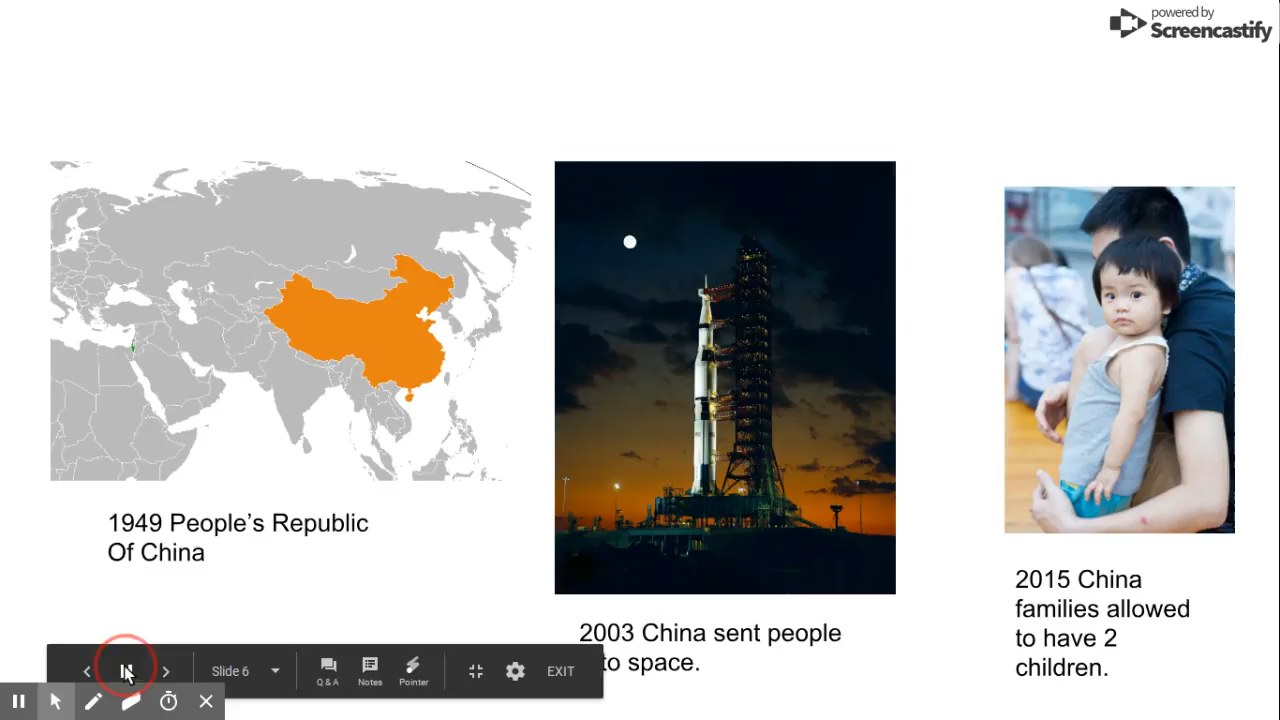 powered by
Screencastify
1949 People's Republic
Of China
2003 China sent people
to space.
2015 China
families allowed
to have 2
children.
Slide 6
Q & A
Notes
Pointer
EXIT